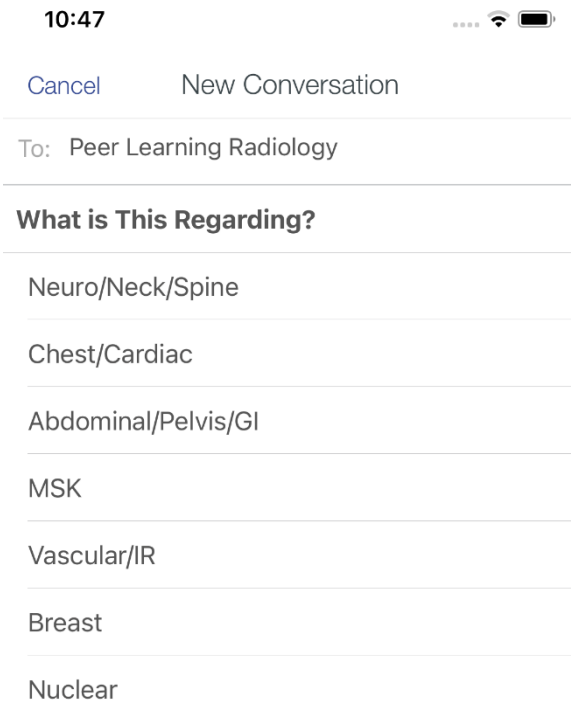 10:47
Cancel New Conversation
To: Peer Learning Radiology
What is This Regarding?
Neuro/Neck/Spine
Chest/Cardiac
Abdominal/Pelvis/GI
MSK
Vascular/IR
Breast
Nuclear